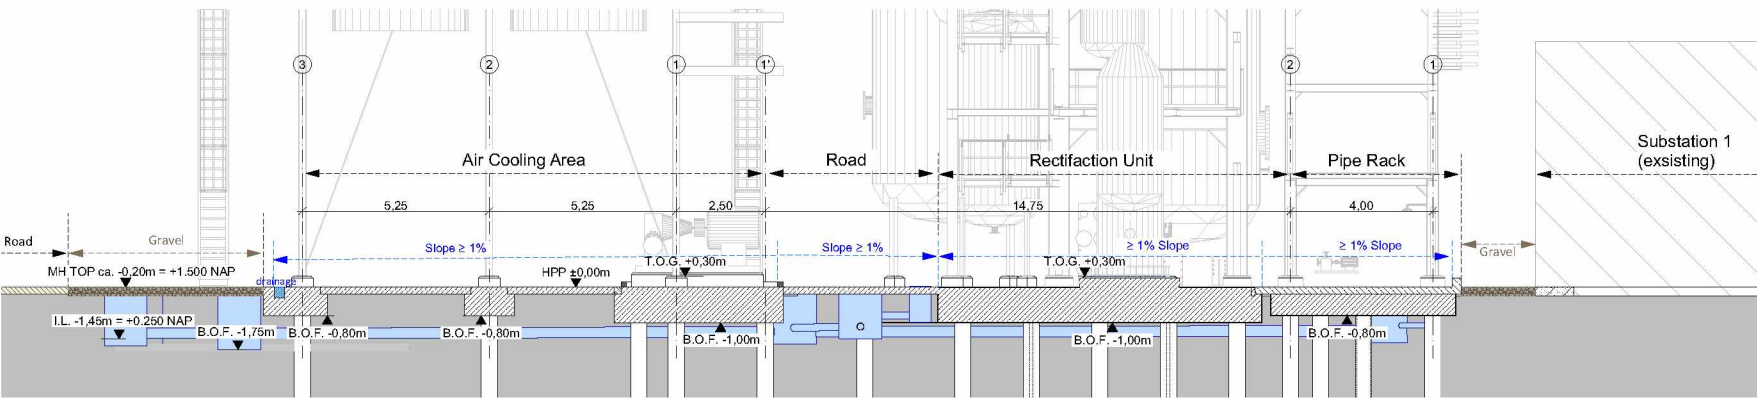 3
2
1
1'
2
1
Substation 1
(exsisting)
Air Cooling Area
Road
Rectifaction Unit
Pipe Rack
5,25
5,25
2,50
14,75
4,00
Road
Gravel
Slope ≥ 1%
Slope ≥ 1%
≥ 1% Slope
≥ 1% Slope
Gravel
MH TOP ca. -0,20m = +1.500 NAP
drainage
HPP ±0,00m
T.O.G. +0,30m
T.O.G. +0,30m
I.L. -1,45m = +0.250 NAP
B.O.F. -1,75m
B.O.F. -0,80m
B.O.F. -0,80m
B.O.F. -1,00m
B.O.F. -1,00m
B.O.F. -0,80m